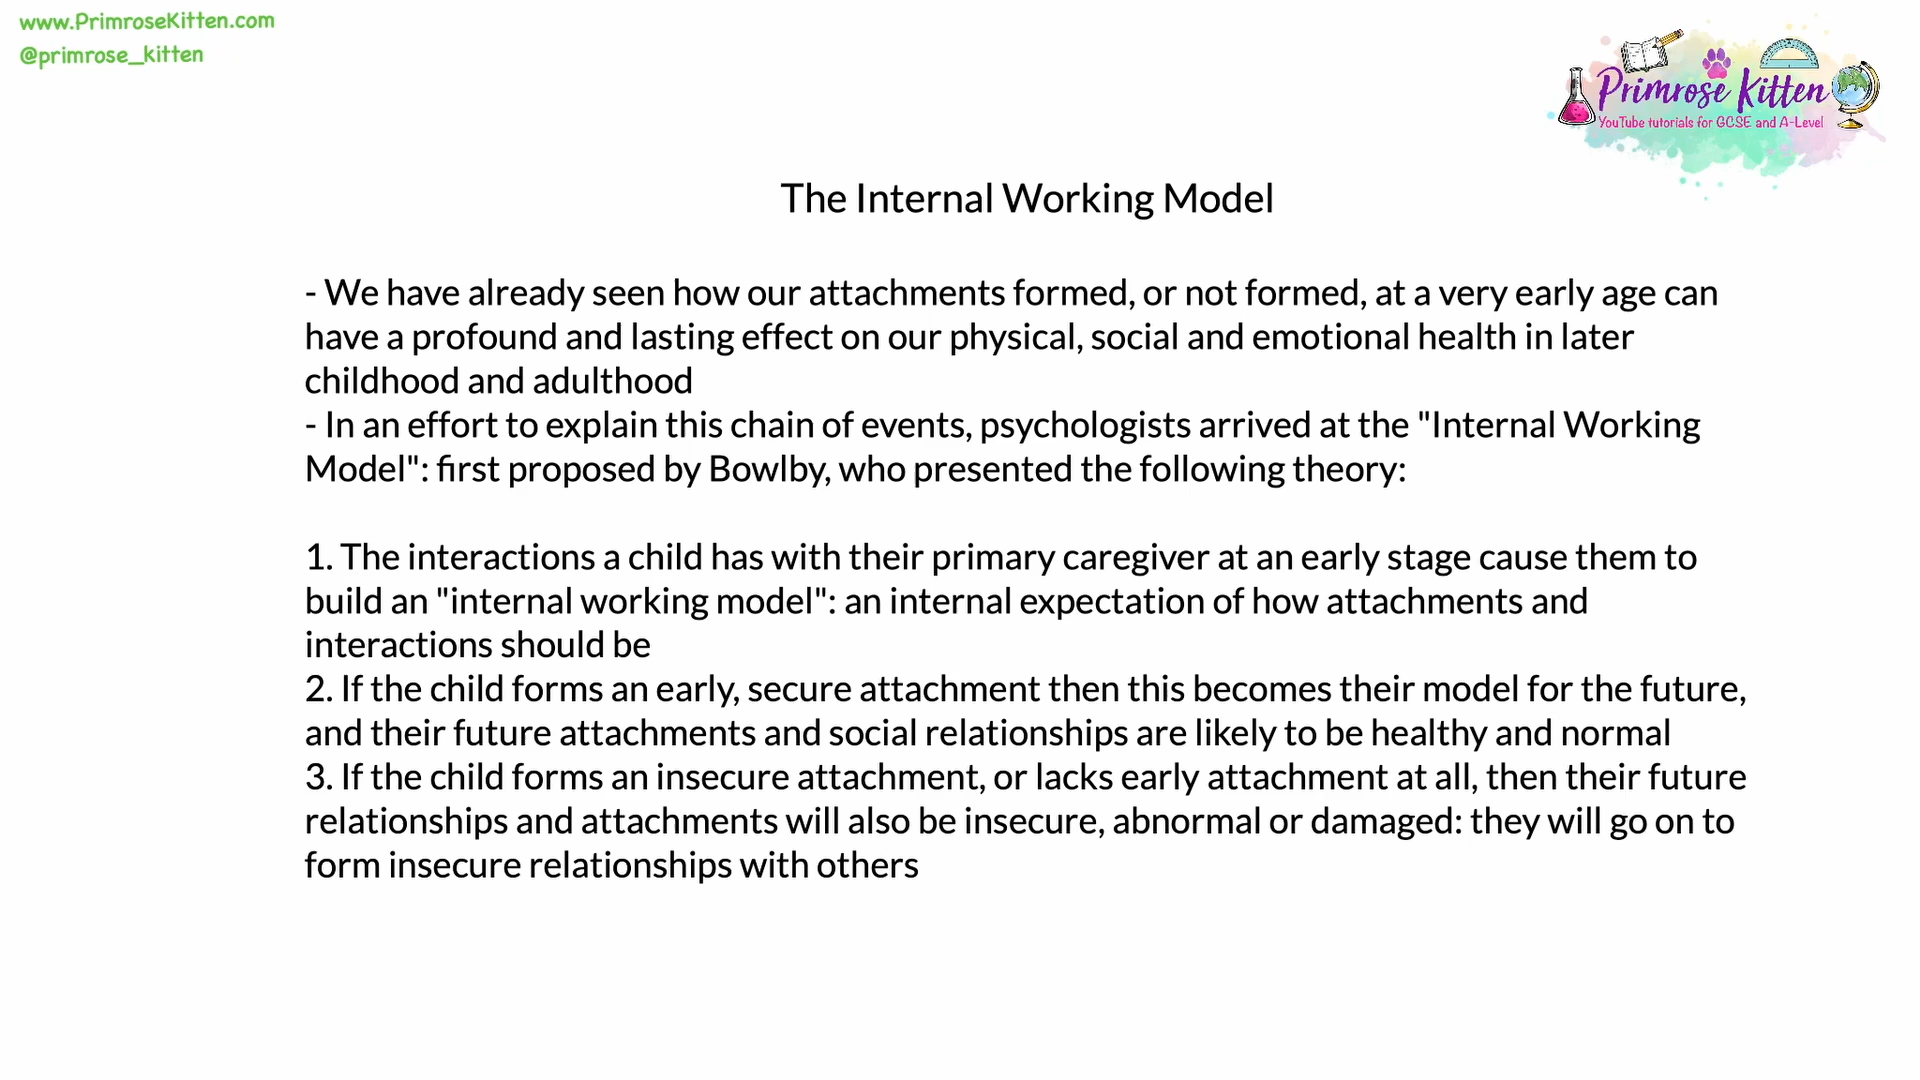 www.PrimroseKitten.com
@primrose_kitten
Primrose Kitten
YouTube tutorials for GCSE and A-Level
The Internal Working Model
- We have already seen how our attachments formed, or not formed, at a very early age can
have a profound and lasting effect on our physical, social and emotional health in later
childhood and adulthood
- In an effort to explain this chain of events, psychologists arrived at the "Internal Working
Model": first proposed by Bowlby, who presented the following theory:
1. The interactions a child has with their primary caregiver at an early stage cause them to
build an "internal working model": an internal expectation of how attachments and
interactions should be
2. If the child forms an early, secure attachment then this becomes their model for the future,
and their future attachments and social relationships are likely to be healthy and normal
3. If the child forms an insecure attachment, or lacks early attachment at all, then their future
relationships and attachments will also be insecure, abnormal or damaged: they will go on to
form insecure relationships with others